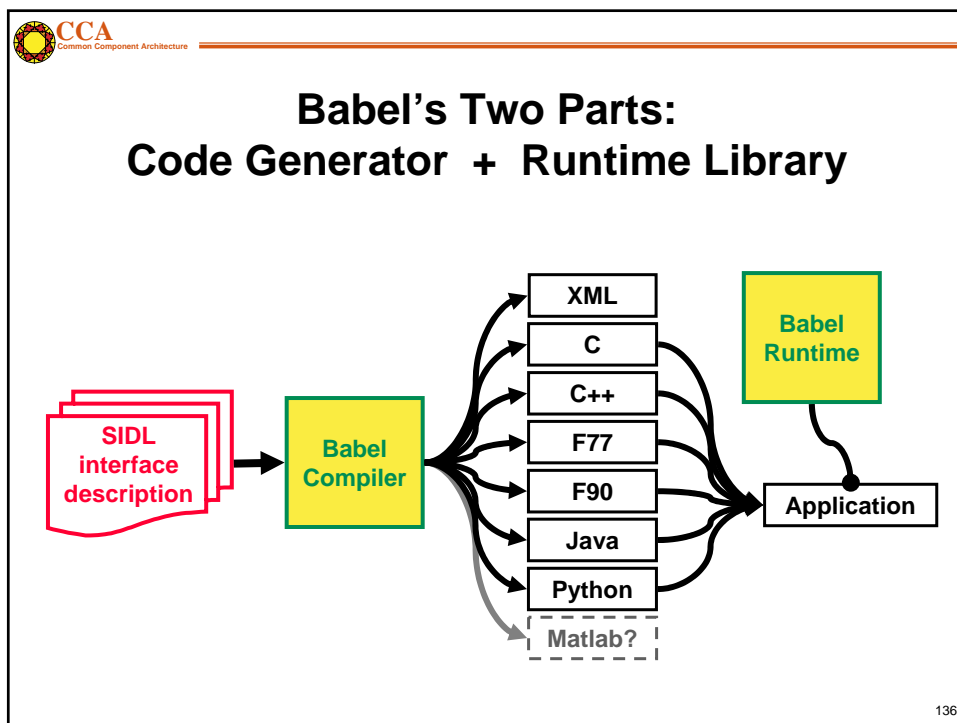 CCA
Common Component Architecture
Babel's Two Parts:
Code Generator + Runtime Library
SIDL
interface
description
Babel
Compiler
XML
C
C++
F77
F90
Java
Python
Matlab?
Babel
Runtime
Application
136